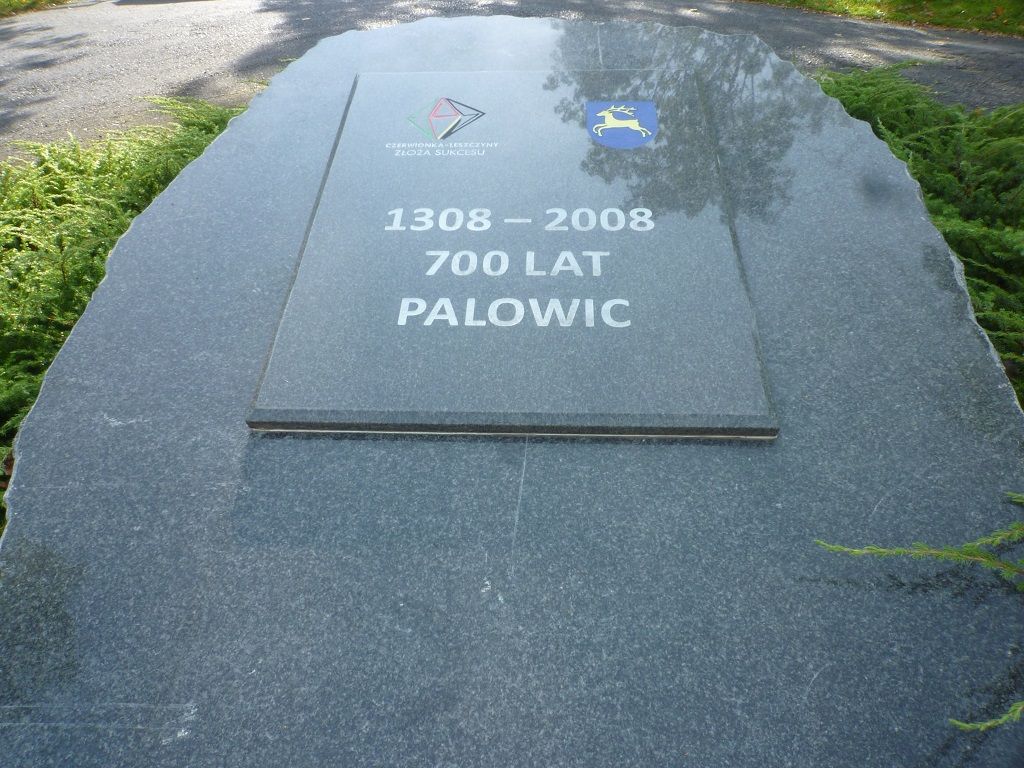 CZERWIONKA-LESZCZYNY
ZŁOŻA SUKCESU
1308 – 2008
700 LAT
PALOWIC